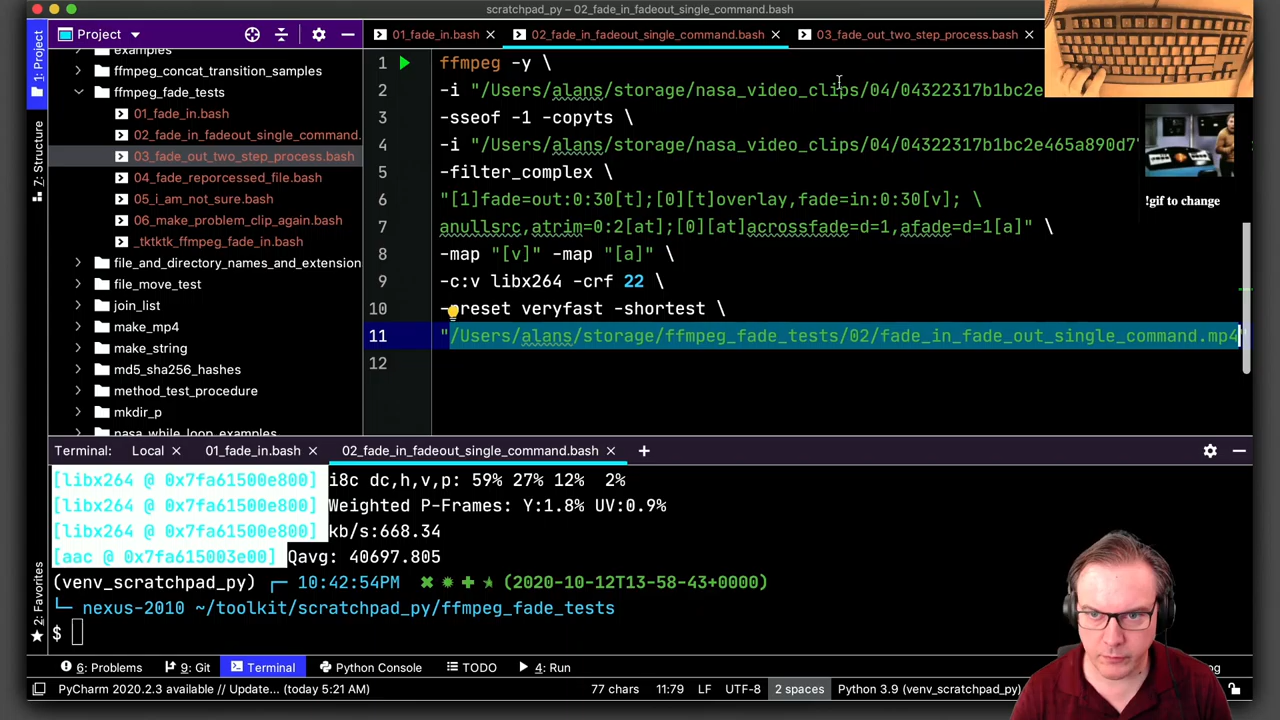 scratchpad_py – 02_fade_in_fadeout_single_command.bash
Project
01_fade_in.bash
02_fade_in_fadeout_single_command.bash
03_fade_out_two_step_process.bash
1: Project
7: Structure
2: Favorites
examples
ffmpeg_concat_transition_samples
ffmpeg_fade_tests
01_fade_in.bash
02_fade_in_fadeout_single_command.
03_fade_out_two_step_process.bash
04_fade_reporcessed_file.bash
05_i_am_not_sure.bash
06_make_problem_clip_again.bash
_tktktk_ffmpeg_fade_in.bash
file_and_directory_names_and_extension
file_move_test
join_list
make_mp4
make_string
md5_sha256_hashes
method_test_procedure
mkdir_p
nasa_while_loop_examples
1 ffmpeg -y \
2 -i "/Users/alans/storage/nasa_video_clips/04/04322317b1bc2e
3 -sseof -1 -copyts \
4 -i "/Users/alans/storage/nasa_video_clips/04/04322317b1bc2e465a890d7
5 -filter_complex \
6 "[1]fade=out:0:30[t];[0][t]overlay,fade=in:0:30[v]; \
7 anullsrc,atrim=0:2[at];[0][at]acrossfade=d=1,afade=d=1[a]" \
8 -map "[v]" -map "[a]" \
9 -c:v libx264 -crf 22 \
10 -preset veryfast -shortest \
11 "/Users/alans/storage/ffmpeg_fade_tests/02/fade_in_fade_out_single_command.mp4"
12
!gif to change
Terminal: Local 01_fade_in.bash 02_fade_in_fadeout_single_command.bash
[libx264 @ 0x7fa61500e800] i8c dc,h,v,p: 59% 27% 12% 2%
[libx264 @ 0x7fa61500e800] Weighted P-Frames: Y:1.8% UV:0.9%
[libx264 @ 0x7fa61500e800] kb/s:668.34
[aac @ 0x7fa615003e00] Qavg: 40697.805
(venv_scratchpad_py) 10:42:54PM (2020-10-12T13-58-43+0000)
nexus-2010 ~/toolkit/scratchpad_py/ffmpeg_fade_tests
$
6: Problems 9: Git Terminal Python Console TODO 4: Run
PyCharm 2020.2.3 available // Update... (today 5:21 AM) 77 chars 11:79 LF UTF-8 2 spaces Python 3.9 (venv_scratchpad_py)